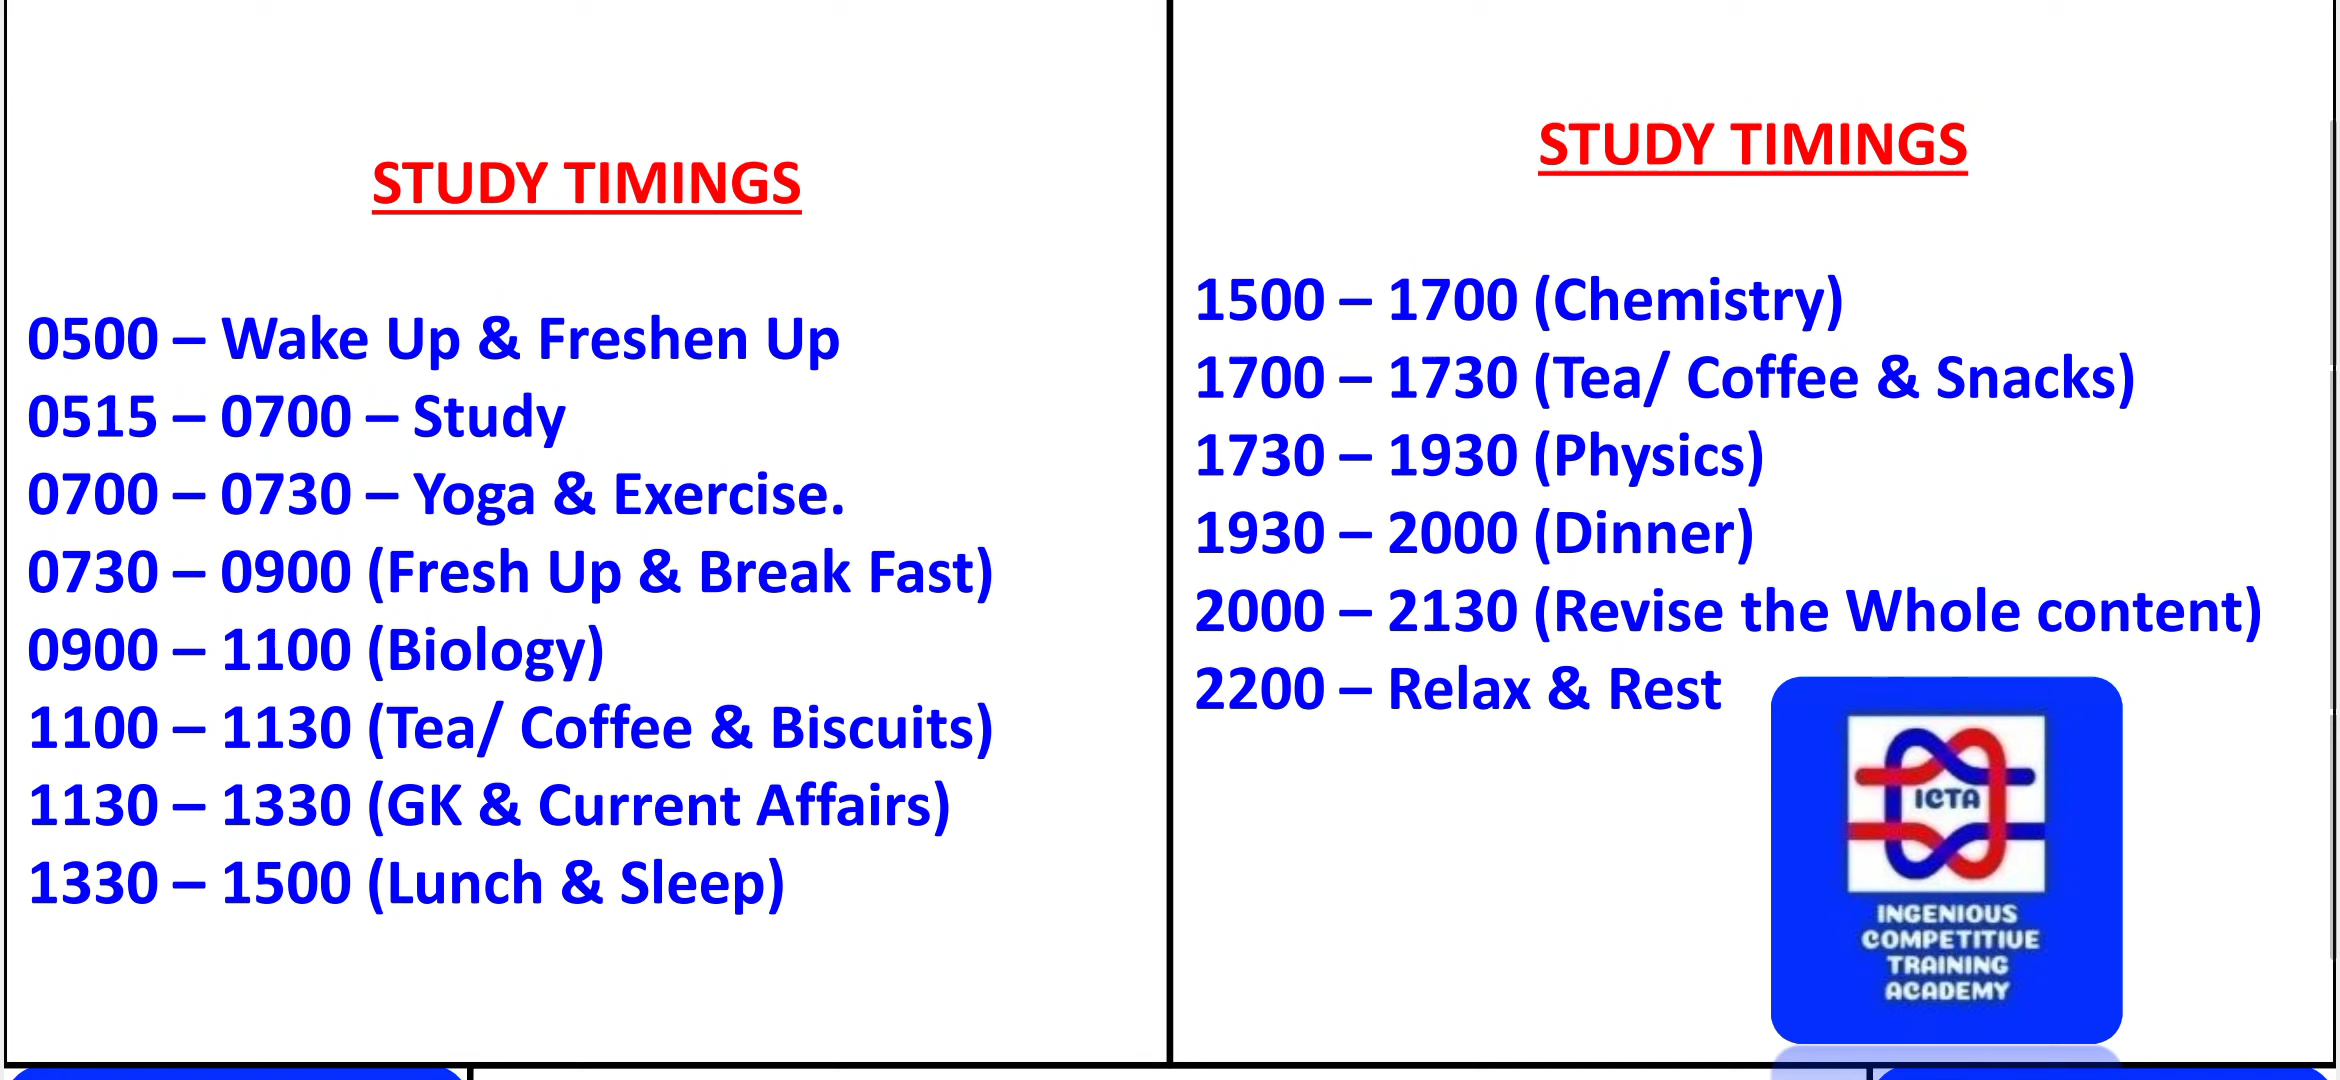 STUDY TIMINGS
0500 – Wake Up & Freshen Up
0515 – 0700 – Study
0700 – 0730 – Yoga & Exercise.
0730 – 0900 (Fresh Up & Break Fast)
0900 – 1100 (Biology)
1100 – 1130 (Tea/ Coffee & Biscuits)
1130 – 1330 (GK & Current Affairs)
1330 – 1500 (Lunch & Sleep)
STUDY TIMINGS
1500 – 1700 (Chemistry)
1700 – 1730 (Tea/ Coffee & Snacks)
1730 – 1930 (Physics)
1930 – 2000 (Dinner)
2000 – 2130 (Revise the Whole content)
2200 – Relax & Rest
ICTA
INGENIOUS
COMPETITIUE
TRAINING
ACADEMY